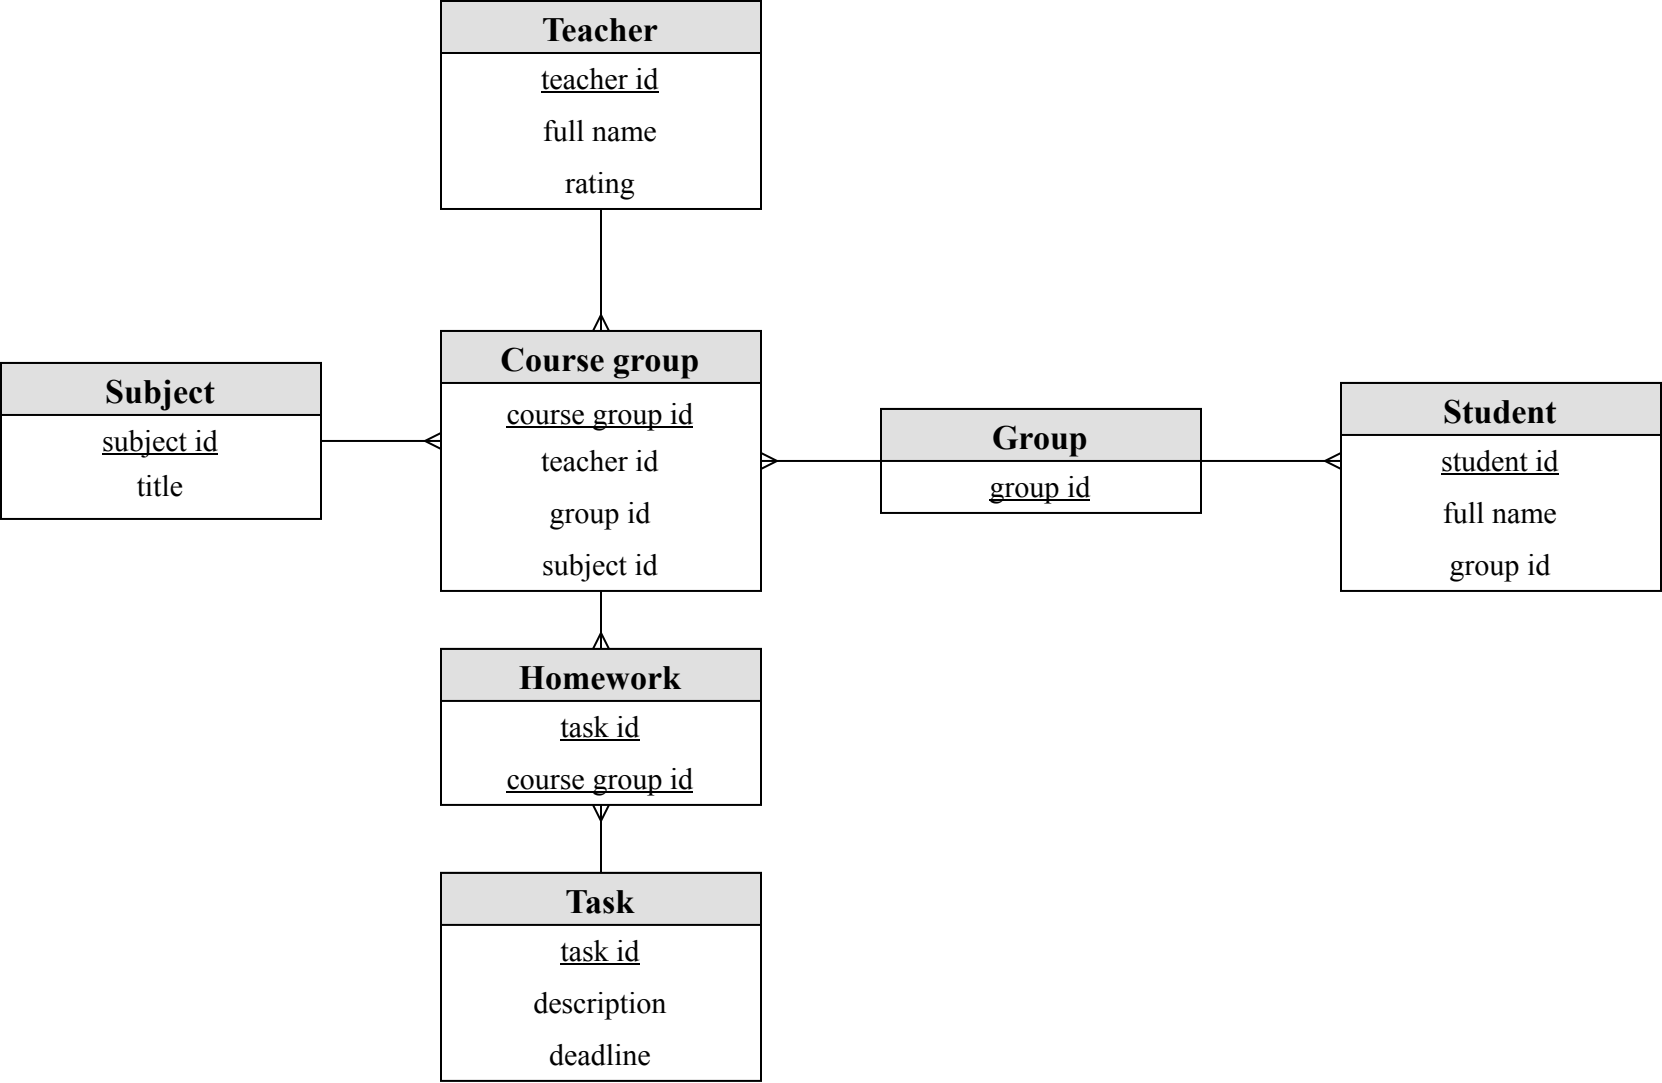 Teacher
teacher id
full name
rating
Subject
subject id
title
Course group
course group id
teacher id
group id
subject id
Group
group id
Student
student id
full name
group id
Homework
task id
course group id
Task
task id
description
deadline